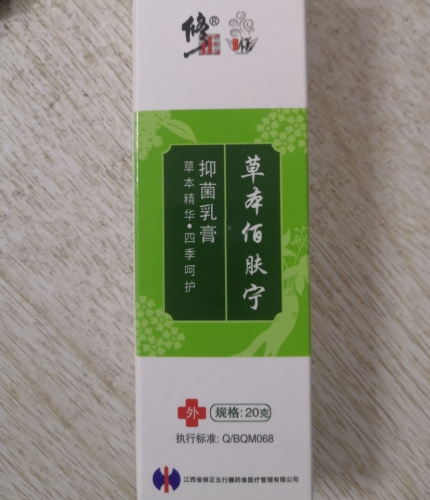 修®
草本佰肤宁
抑菌乳膏
草本精华•四季呵护
外
规格: 20克
执行标准: Q/BQM068
江西省修正五行膳药食医疗管理有限公司